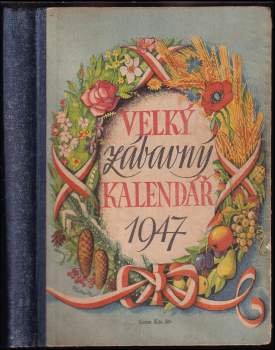 VELKÝ
zábavný
KALENDÁŘ
1947